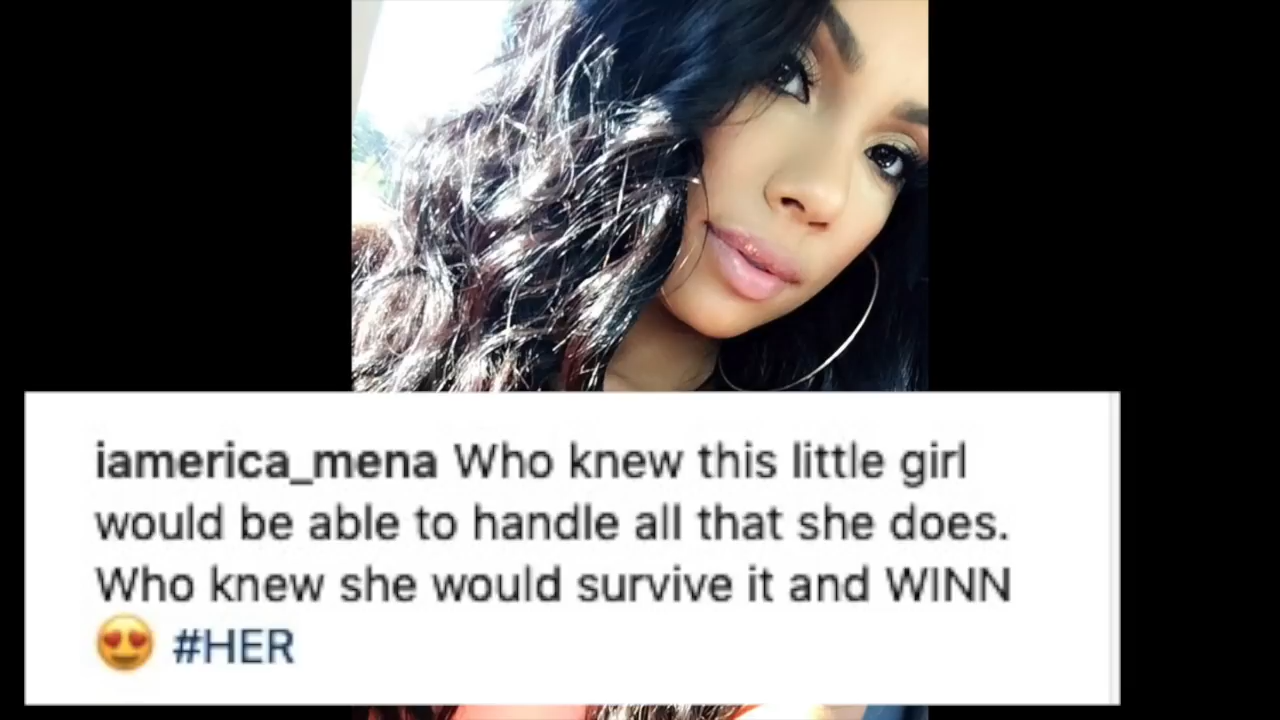 iamerica_mena Who knew this little girl
would be able to handle all that she does.
Who knew she would survive it and WINN
😍 #HER